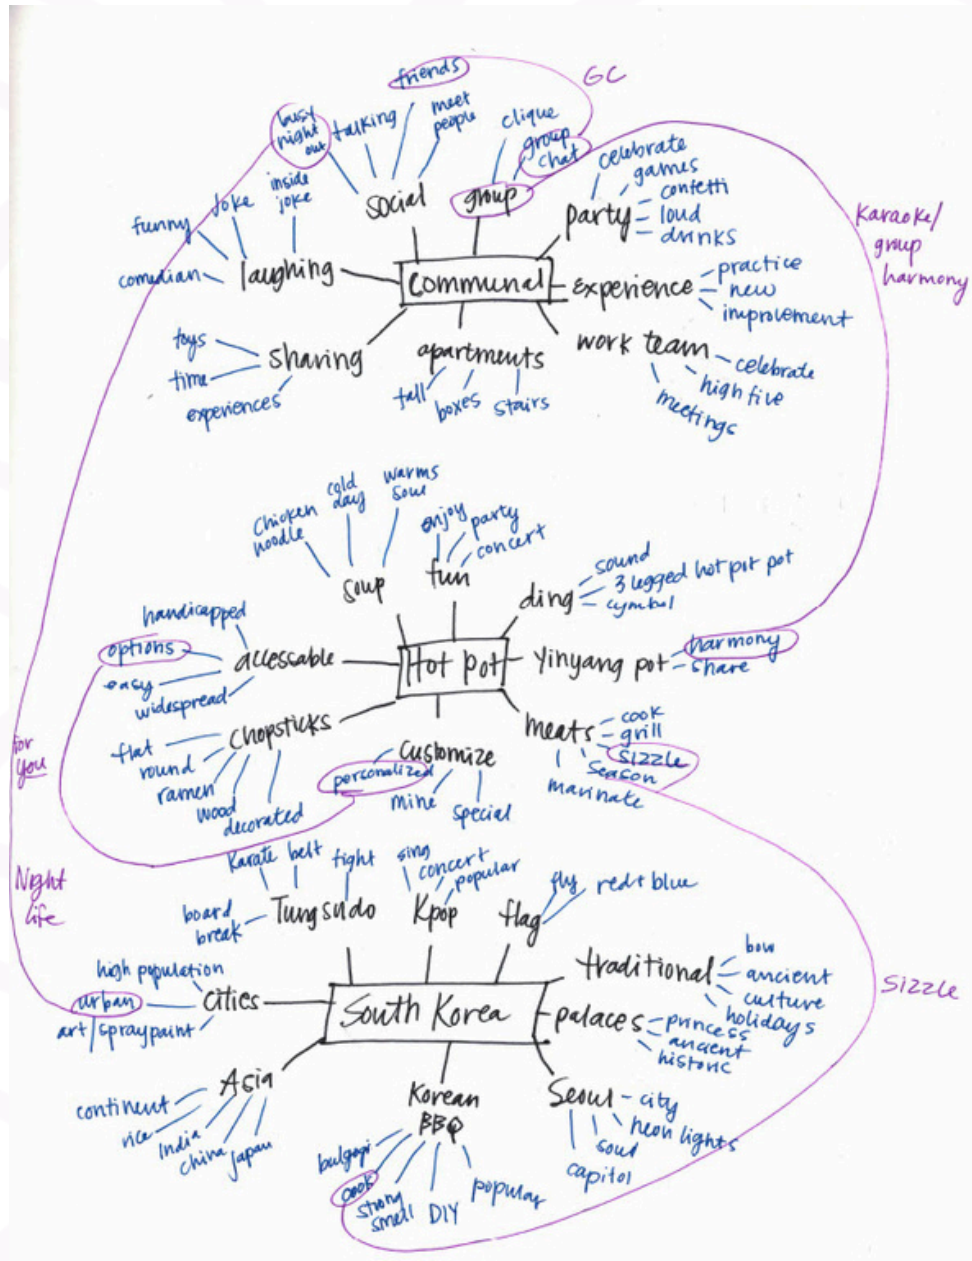 friends
GC
busy
night
out
talking
meet
people
clique
group
chat
celebrate
games
confetti
loud
drinks
inside
joke
joke
funny
comedian
social
group
party
laughing
Communal
experience
practice
new
improvement
Karaoke/
group
harmony
toys
time
experiences
sharing
apartments
tall
boxes
stairs
work team
celebrate
high five
meetings
Chicken
noodle
cold
day
warms
soul
enjoy
party
concert
soup
fun
ding
sound
3 legged hot pot pot
cymbol
handicapped
options
easy
widespread
accessable
Hot Pot
Yinyang pot
harmony
share
Chopsticks
flat
round
ramen
wood
decorated
Customize
personalized
mine
special
meats
cook
grill
sizzle
season
marinate
for
you
Night
life
Karate
belt
fight
board
break
Tungsudo
sing
concert
popular
Kpop
fly
red + blue
flag
high population
urban
art/spraypaint
cities
South Korea
traditional
bow
ancient
culture
holidays
palaces
princess
ancient
historic
Sizzle
Asia
continent
rice
India
china
japan
Korean
BBQ
bulgogi
cook
strong
smell
DIY
popular
Seoul
city
neon lights
soul
capitol